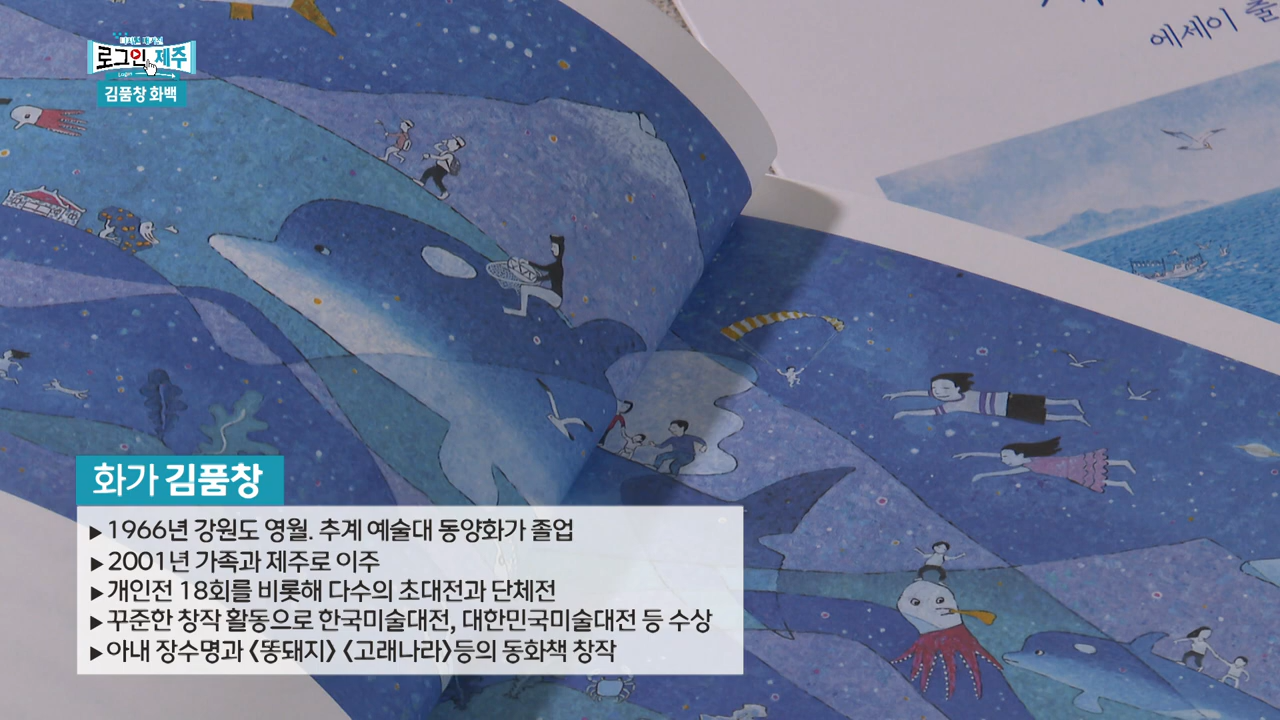 로그인 제주
Login
김품창 화백
에세이
화가 김품창
▶1966년 강원도 영월. 추계 예술대 동양화가 졸업
▶2001년 가족과 제주로 이주
▶개인전 18회를 비롯해 다수의 초대전과 단체전
▶꾸준한 창작 활동으로 한국미술대전, 대한민국미술대전 등 수상
▶아내 장수명과 〈똥돼지〉 〈고래나라〉등의 동화책 창작